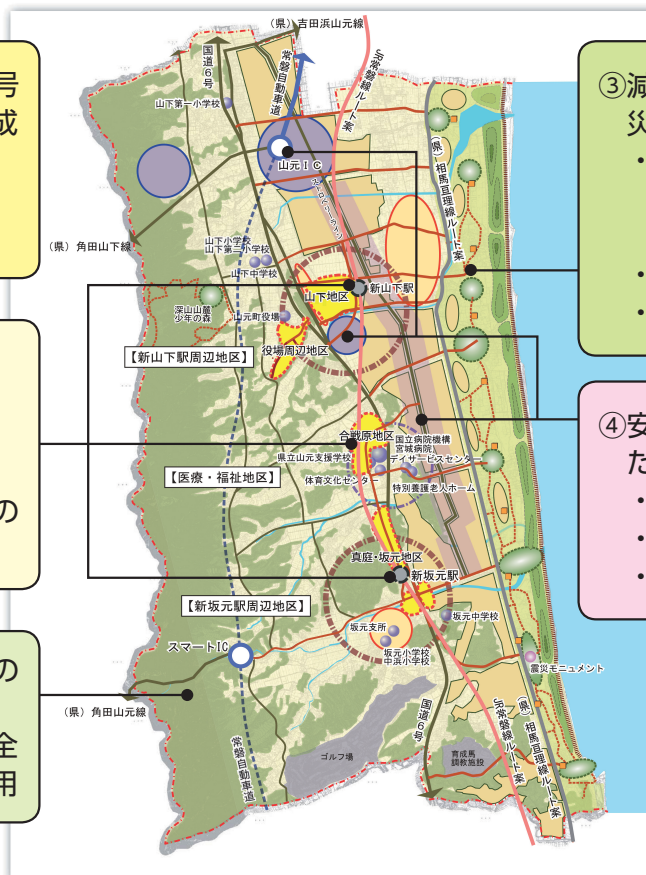 (県)吉田浜山元線
国道6号
常磐自動車道
JR常磐線ルート案
号
成
③減
災
・
・
・
山下第一小学校
山元IC
ストロベリーライン
(県)相馬亘理線ルート案
(県)角田山下線
山下小学校
山下第二小学校
山下中学校
新山下駅
山下地区
深山山麓
少年の森
山元町役場
役場周辺地区
【新山下駅周辺地区】
④安
た
・
・
・
合戦原地区
国立病院機構
宮城病院
県立山元支援学校
デイサービスセンター
体育文化センター
特別養護老人ホーム
【医療・福祉地区】
の
真庭・坂元地区
新坂元駅
【新坂元駅周辺地区】
坂元支所
坂元中学校
坂元小学校
中浜小学校
スマートIC
震災モニュメント
の
全
用
(県)角田山元線
国道6号
JR常磐線ルート案
(県)相馬亘理線ルート案
常磐自動車道
ゴルフ場
育成馬
調教施設